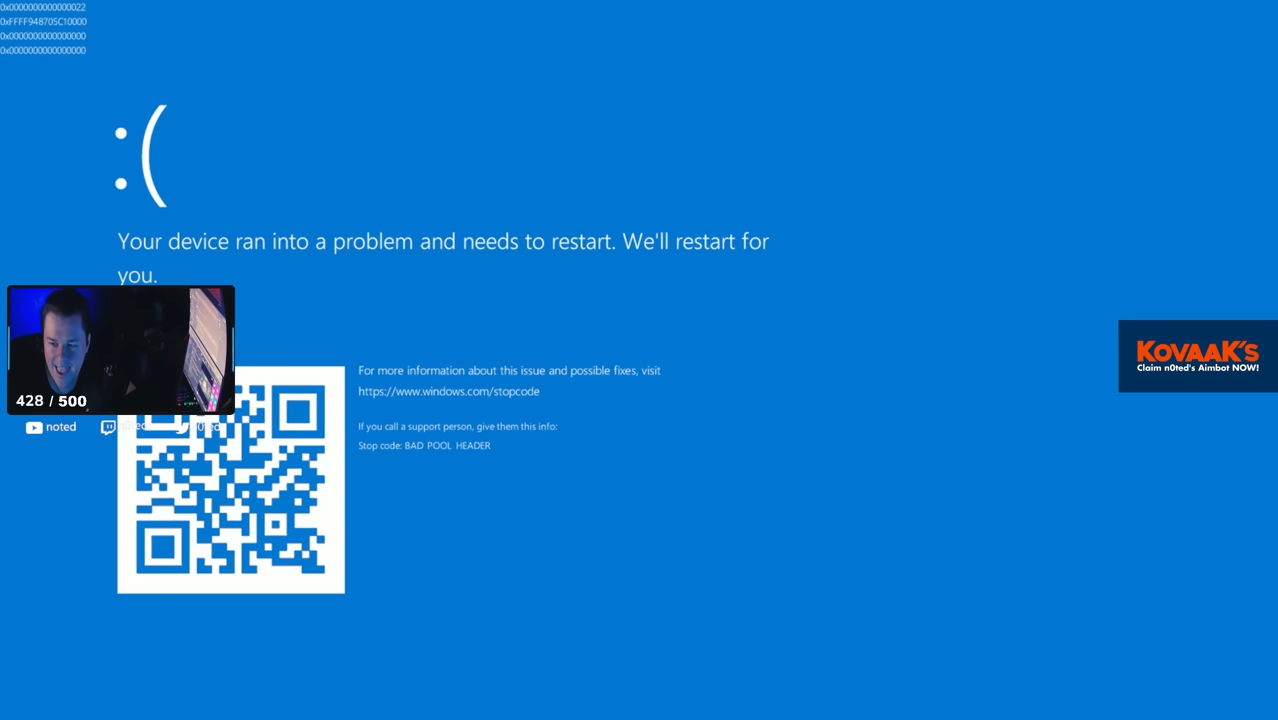 0x0000000000000022
0xFFFF948705C10000
0x0000000000000000
0x0000000000000000
:(
Your device ran into a problem and needs to restart. We'll restart for
you.
For more information about this issue and possible fixes, visit
https://www.windows.com/stopcode
If you call a support person, give them this info:
Stop code: BAD POOL HEADER
428 / 500
noted
KOVAAK'S
Claim n0ted's Aimbot NOW!